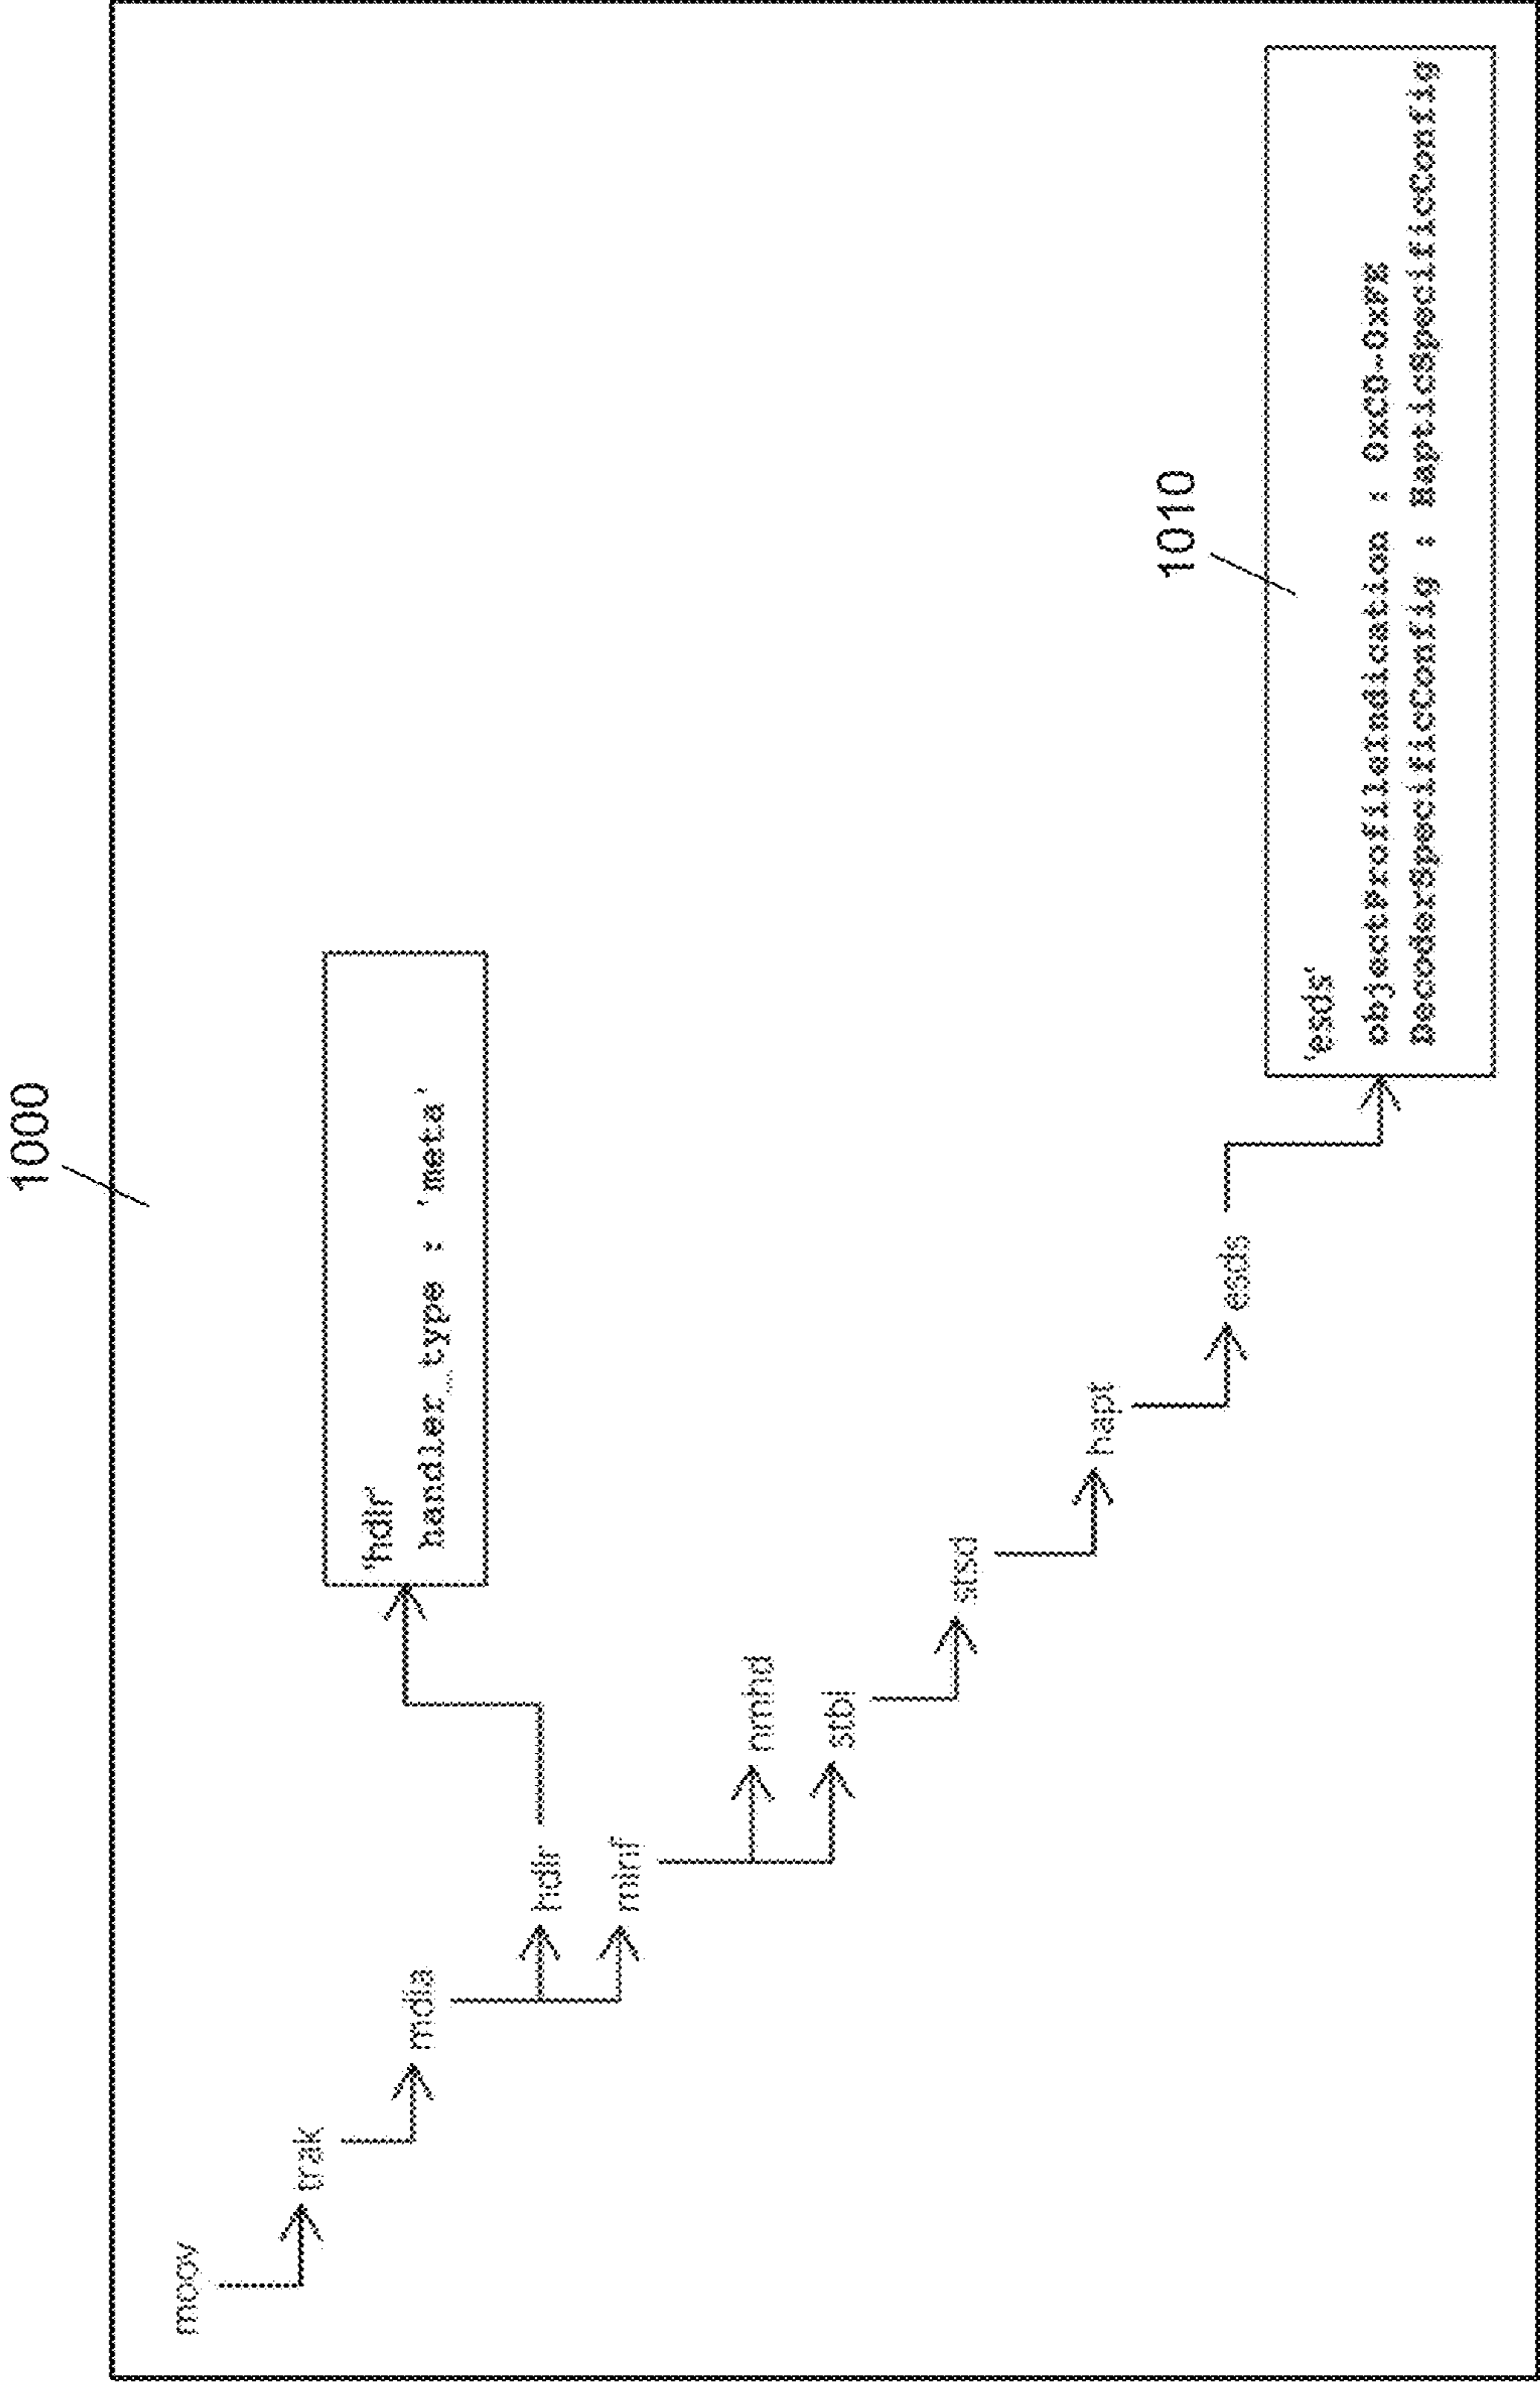 1000
moov
trak
mdia
hdlr
'hdlr'
handler_type : 'meta'
minf
nmhd
stbl
stsd
hapt
esds
1010
'esds'
objectProfileIndication : 0xC0-0xFE
DecoderSpecificConfig : HapticSpecificConfig